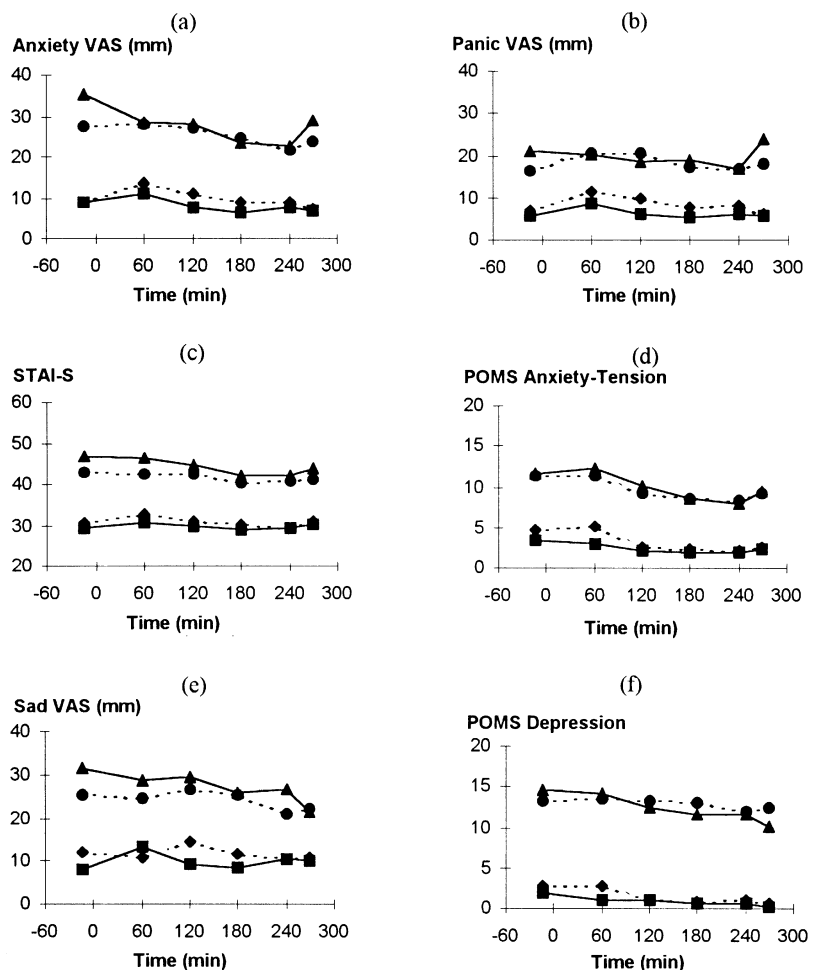 (a)
Anxiety VAS (mm)
40
30
20
10
0
-60 0 60 120 180 240 300
Time (min)
(b)
Panic VAS (mm)
40
30
20
10
0
-60 0 60 120 180 240 300
Time (min)
(c)
STAI-S
60
50
40
30
20
-60 0 60 120 180 240 300
Time (min)
(d)
POMS Anxiety-Tension
20
15
10
5
0
-60 0 60 120 180 240 300
Time (min)
(e)
Sad VAS (mm)
40
30
20
10
0
-60 0 60 120 180 240 300
Time (min)
(f)
POMS Depression
20
15
10
5
0
-60 0 60 120 180 240 300
Time (min)